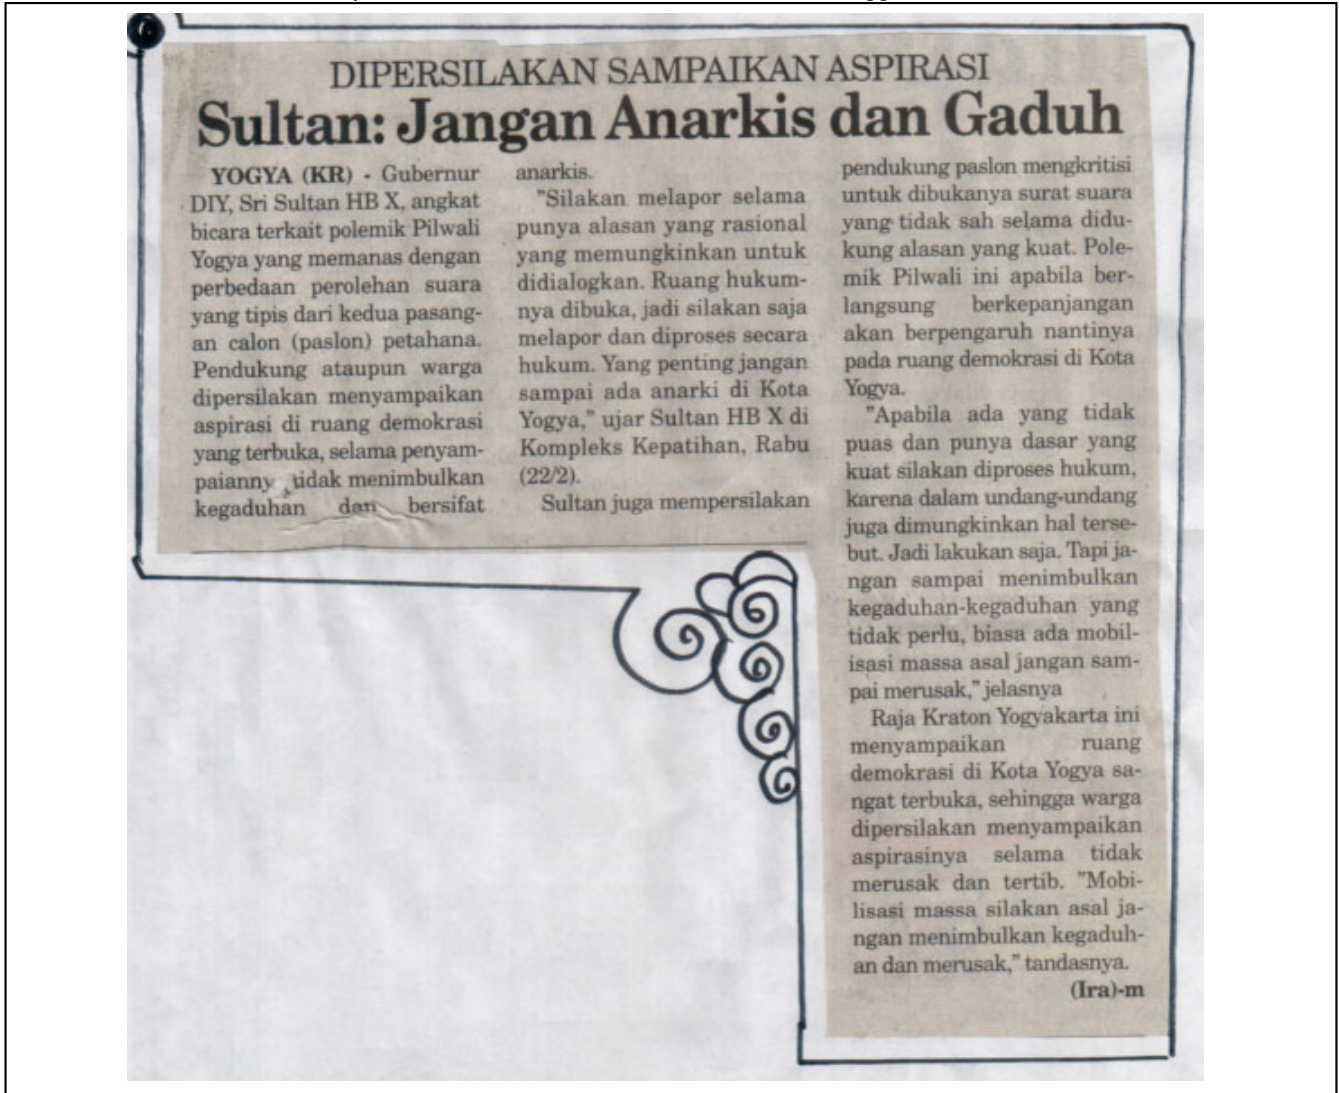 DIPERSILAKAN SAMPAIKAN ASPIRASI
Sultan: Jangan Anarkis dan Gaduh
YOGYA (KR) - Gubernur
DIY, Sri Sultan HB X, angkat
bicara terkait polemik Pilwali
Yogya yang memanas dengan
perbedaan perolehan suara
yang tipis dari kedua pasang-
an calon (paslon) petahana.
Pendukung ataupun warga
dipersilakan menyampaikan
aspirasi di ruang demokrasi
yang terbuka, selama penyam-
paianny tidak menimbulkan
kegaduhan dan bersifat
anarkis.
"Silakan melapor selama
punya alasan yang rasional
yang memungkinkan untuk
didialogkan. Ruang hukum-
nya dibuka, jadi silakan saja
melapor dan diproses secara
hukum. Yang penting jangan
sampai ada anarki di Kota
Yogya," ujar Sultan HB X di
Kompleks Kepatihan, Rabu
(22/2).
Sultan juga mempersilakan
pendukung paslon mengkritisi
untuk dibukanya surat suara
yang tidak sah selama didu-
kung alasan yang kuat. Pole-
mik Pilwali ini apabila ber-
langsung berkepanjangan
akan berpengaruh nantinya
pada ruang demokrasi di Kota
Yogya.
"Apabila ada yang tidak
puas dan punya dasar yang
kuat silakan diproses hukum,
karena dalam undang-undang
juga dimungkinkan hal terse-
but. Jadi lakukan saja. Tapi ja-
ngan sampai menimbulkan
kegaduhan-kegaduhan yang
tidak perlu, biasa ada mobil-
isasi massa asal jangan sam-
pai merusak," jelasnya
Raja Kraton Yogyakarta ini
menyampaikan ruang
demokrasi di Kota Yogya sa-
ngat terbuka, sehingga warga
dipersilakan menyampaikan
aspirasinya selama tidak
merusak dan tertib. "Mobi-
lisasi massa silakan asal ja-
ngan menimbulkan kegaduh-
an dan merusak," tandasnya.
(Ira)-m